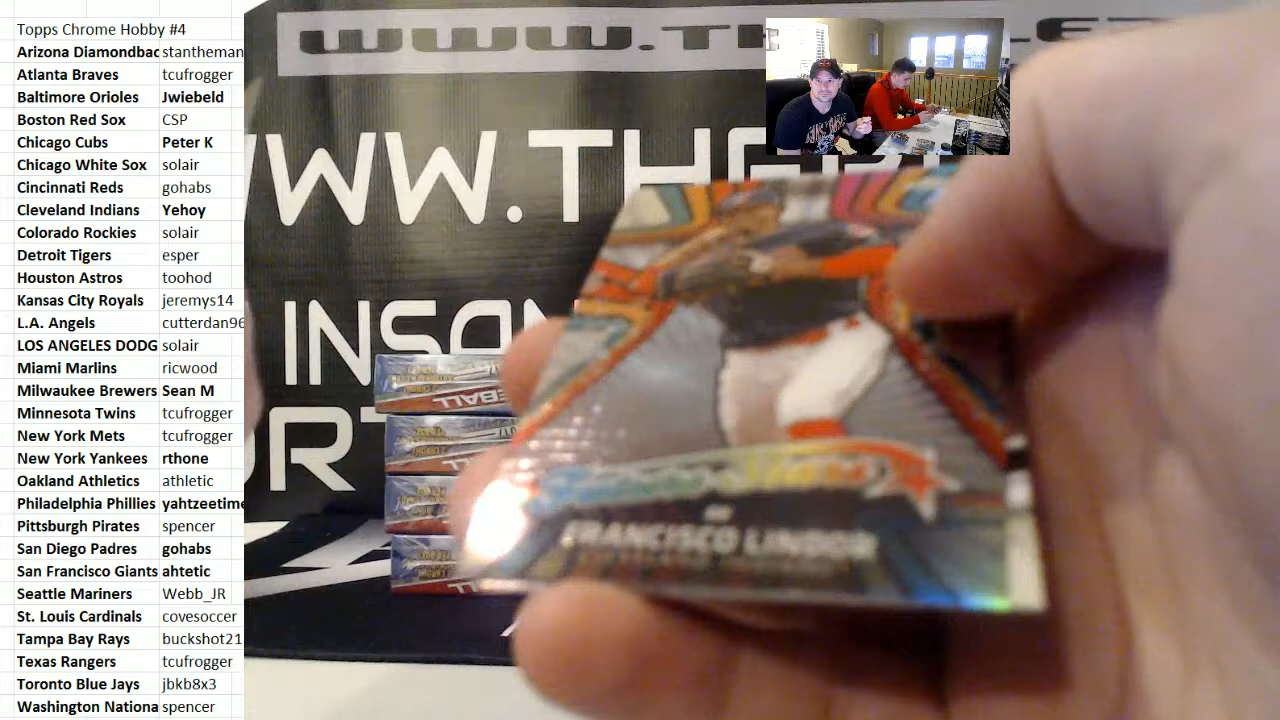 Topps Chrome Hobby #4
Arizona Diamondbac stantheman
Atlanta Braves tcufrogger
Baltimore Orioles Jwiebeld
Boston Red Sox CSP
Chicago Cubs Peter K
Chicago White Sox solair
Cincinnati Reds gohabs
Cleveland Indians Yehoy
Colorado Rockies solair
Detroit Tigers esper
Houston Astros toohod
Kansas City Royals jeremys14
L.A. Angels cutterdan96
LOS ANGELES DODG solair
Miami Marlins ricwood
Milwaukee Brewers Sean M
Minnesota Twins tcufrogger
New York Mets tcufrogger
New York Yankees rthone
Oakland Athletics athletic
Philadelphia Phillies yahtzeetime
Pittsburgh Pirates spencer
San Diego Padres gohabs
San Francisco Giants ahtetic
Seattle Mariners Webb_JR
St. Louis Cardinals covesoccer
Tampa Bay Rays buckshot21
Texas Rangers tcufrogger
Toronto Blue Jays jbkb8x3
Washington Nationa spencer
WWW.TH
WWW.TH
INSAN
ORT
FRANCISCO LINDOR